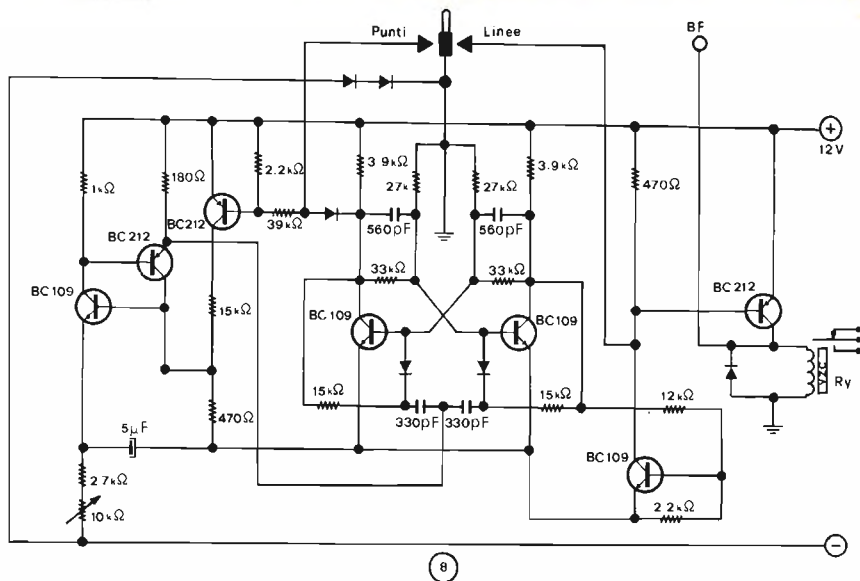 Punti
Linee
BF
+
12V
3.9kΩ
3.9kΩ
2.2kΩ
180Ω
1kΩ
27k
27kΩ
470Ω
BC212
39kΩ
560pF
560pF
BC212
BC212
33kΩ
33kΩ
BC109
15kΩ
BC109
BC109
Ry
15kΩ
15kΩ
12kΩ
330pF
330pF
470Ω
5µF
BC109
2.7kΩ
2.2kΩ
10kΩ
−
8